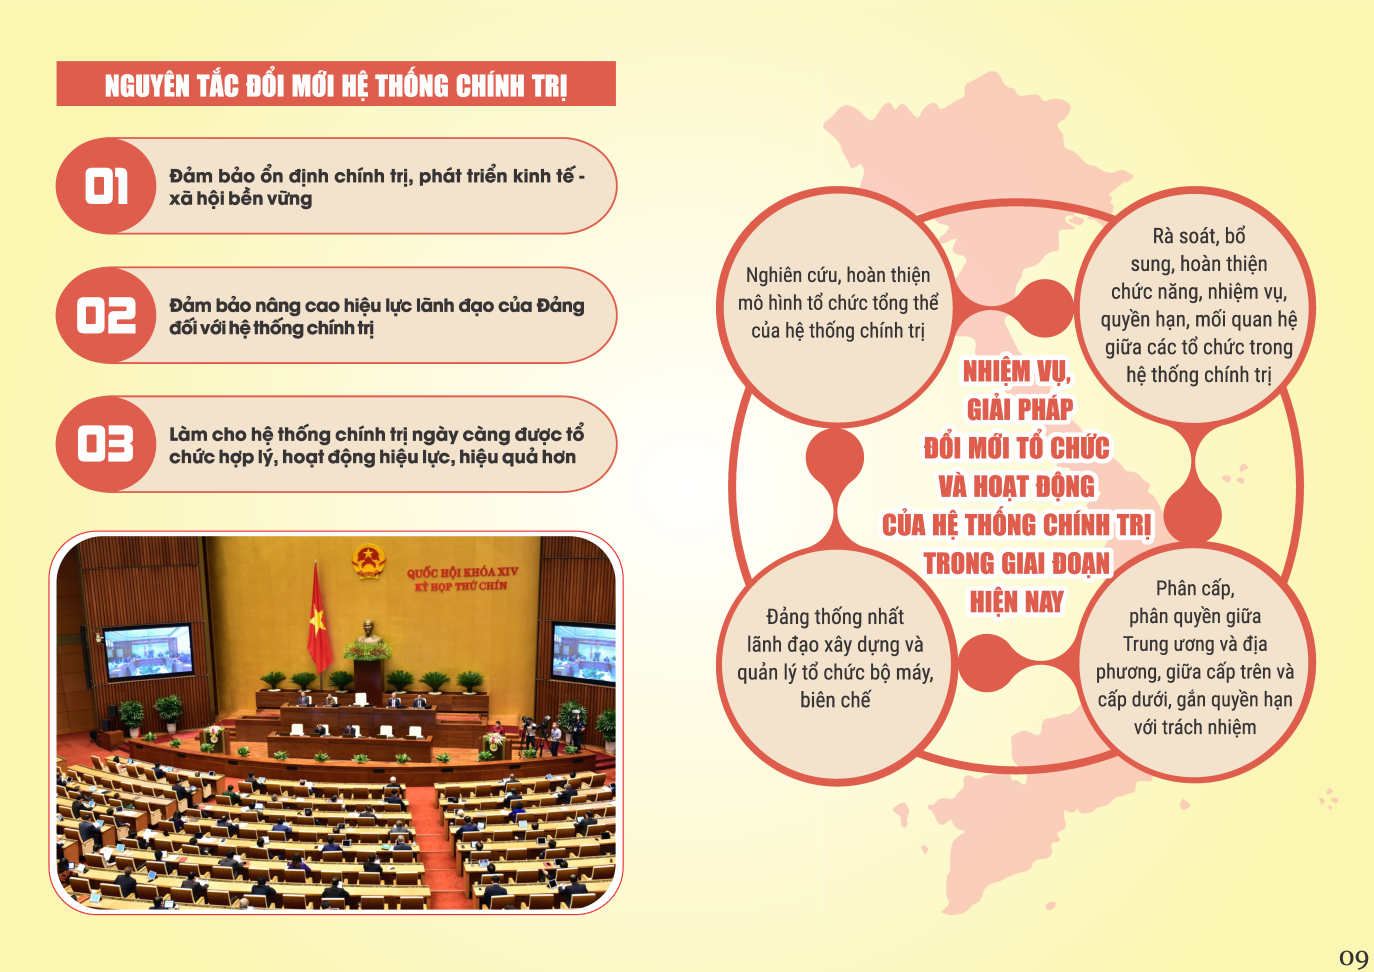 NGUYÊN TẮC ĐỔI MỚI HỆ THỐNG CHÍNH TRỊ
01
Đảm bảo ổn định chính trị, phát triển kinh tế -
xã hội bền vững
02
Đảm bảo nâng cao hiệu lực lãnh đạo của Đảng
đối với hệ thống chính trị
03
Làm cho hệ thống chính trị ngày càng được tổ
chức hợp lý, hoạt động hiệu lực, hiệu quả hơn
QUỐC HỘI KHÓA XIV
KỲ HỌP THỨ CHÍN
Nghiên cứu, hoàn thiện
mô hình tổ chức tổng thể
của hệ thống chính trị
Rà soát, bổ
sung, hoàn thiện
chức năng, nhiệm vụ,
quyền hạn, mối quan hệ
giữa các tổ chức trong
hệ thống chính trị
NHIỆM VỤ,
GIẢI PHÁP
ĐỔI MỚI TỔ CHỨC
VÀ HOẠT ĐỘNG
CỦA HỆ THỐNG CHÍNH TRỊ
TRONG GIAI ĐOẠN
HIỆN NAY
Đảng thống nhất
lãnh đạo xây dựng và
quản lý tổ chức bộ máy,
biên chế
Phân cấp,
phân quyền giữa
Trung ương và địa
phương, giữa cấp trên và
cấp dưới, gắn quyền hạn
với trách nhiệm
09